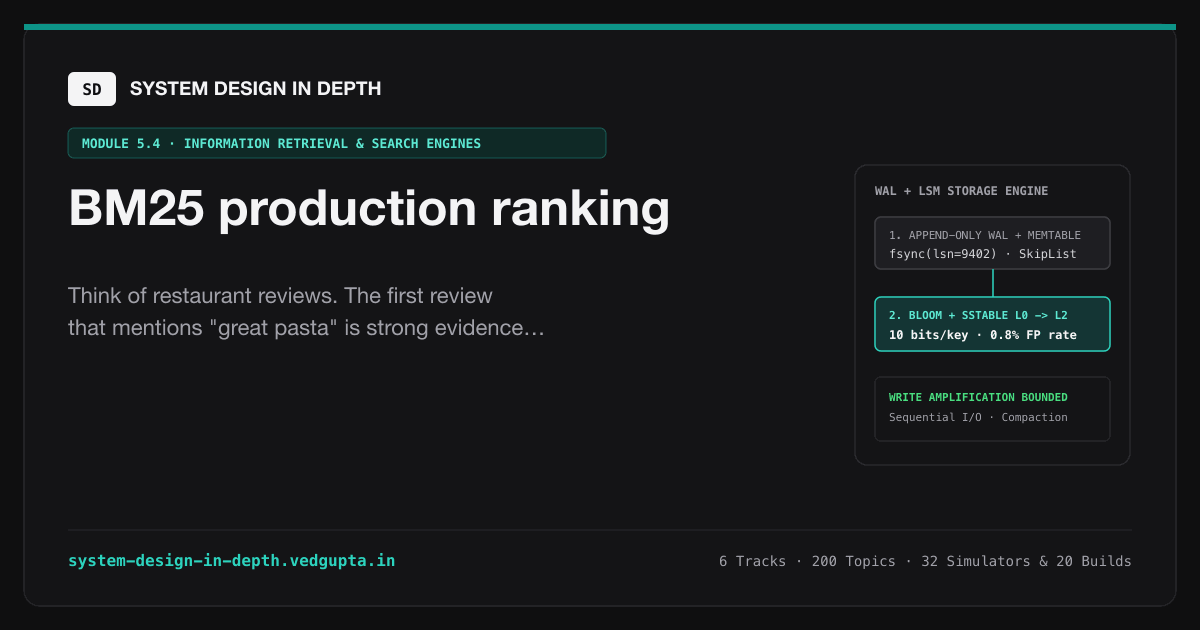 SD SYSTEM DESIGN IN DEPTH
MODULE 5.4 · INFORMATION RETRIEVAL & SEARCH ENGINES
BM25 production ranking
Think of restaurant reviews. The first review
that mentions "great pasta" is strong evidence…
WAL + LSM STORAGE ENGINE
1. APPEND-ONLY WAL + MEMTABLE
fsync(lsn=9402) · SkipList
2. BLOOM + SSTABLE L0 -> L2
10 bits/key · 0.8% FP rate
WRITE AMPLIFICATION BOUNDED
Sequential I/O · Compaction
system-design-in-depth.vedgupta.in
6 Tracks · 200 Topics · 32 Simulators & 20 Builds